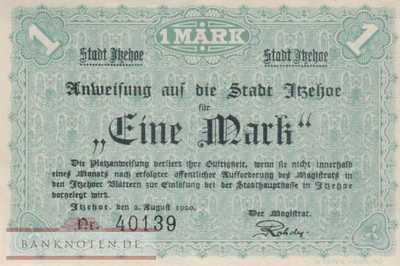 1 1 MARK 1
Stadt Itzehoe Stadt Itzehoe
Anweisung auf die Stadt Itzehoe
für
„Eine Mark“
Die Platzanweisung verliert ihre Gültigkeit, wenn sie nicht innerhalb
eines Monats nach erfolgter öffentlicher Aufforderung des Magistrats in
den Itzehoer Blättern zur Einlösung bei der Stadthauptkasse in Itzehoe
vorgelegt wird.
Itzehoe, den 2. August 1920. Der Magistrat.
Nr. 40139 Rohde
BANKNOTEN.DE